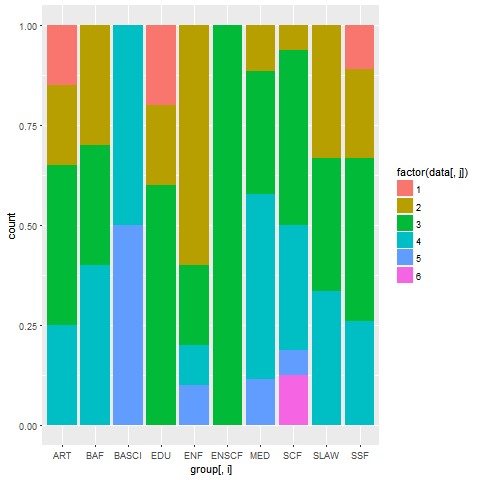 1.00
0.75
0.50
0.25
0.00
count
ART BAF BASCI EDU ENF ENSCF MED SCF SLAW SSF
group[, i]
factor(data[, j])
1
2
3
4
5
6